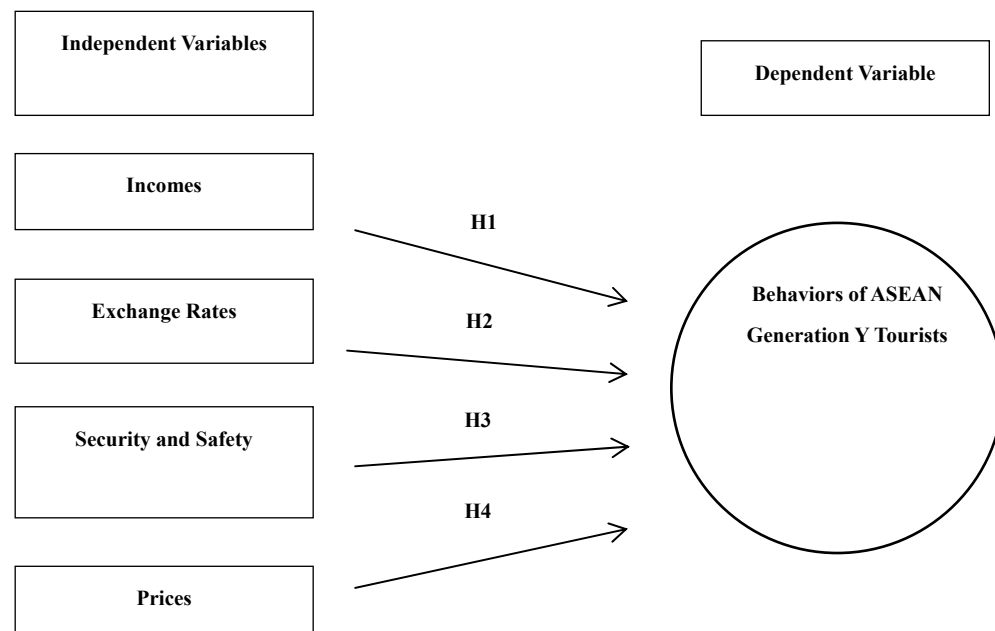 Independent Variables
Dependent Variable
Incomes
H1
Exchange Rates
H2
Behaviors of ASEAN
Generation Y Tourists
Security and Safety
H3
H4
Prices